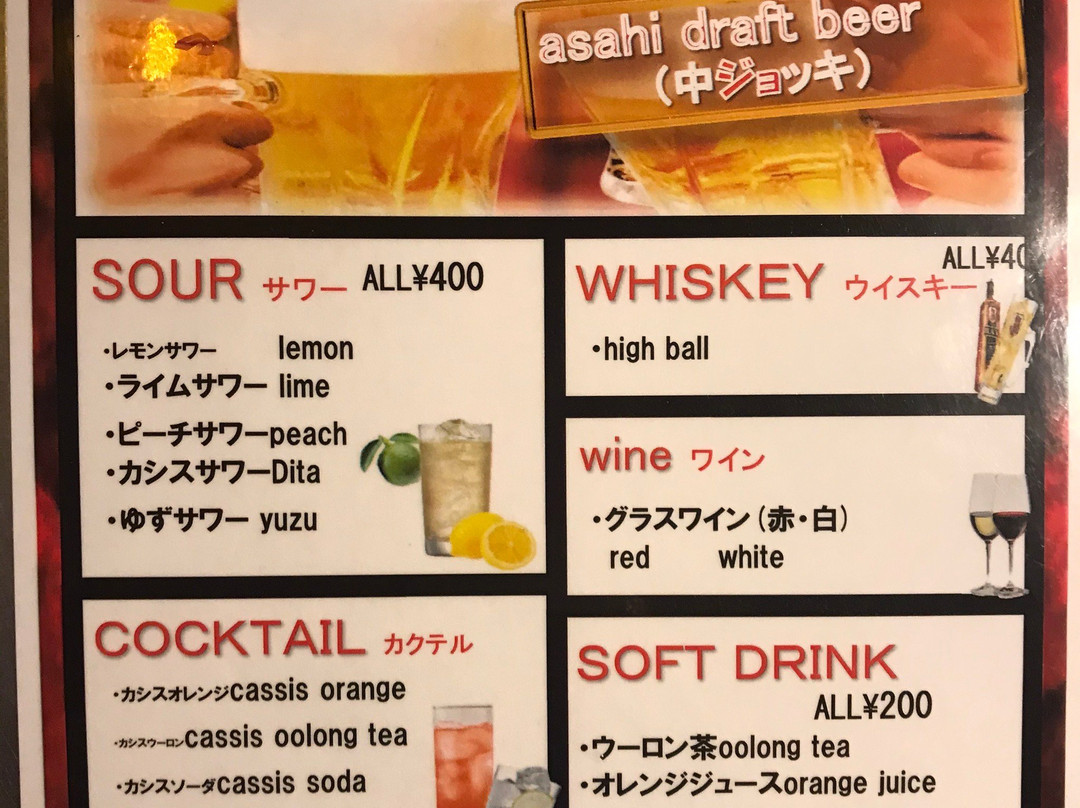 asahi draft beer
（中ジョッキ）
SOUR サワー ALL¥400
・レモンサワー lemon
・ライムサワー lime
・ピーチサワーpeach
・カシスサワーDita
・ゆずサワー yuzu
WHISKEY ウイスキー ALL¥40
・high ball
wine ワイン
・グラスワイン（赤・白）
red white
COCKTAIL カクテル
・カシスオレンジcassis orange
・カシスウーロンcassis oolong tea
・カシスソーダcassis soda
SOFT DRINK
ALL¥200
・ウーロン茶oolong tea
・オレンジジュースorange juice